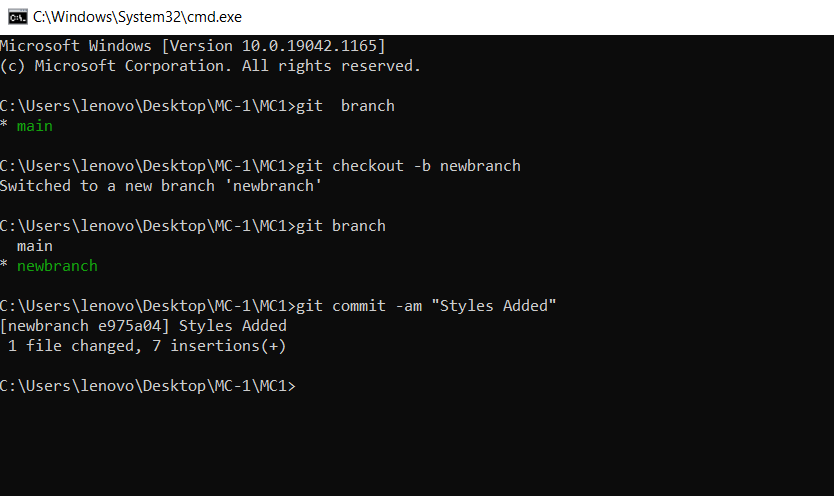 C:\Windows\System32\cmd.exe
Microsoft Windows [Version 10.0.19042.1165]
(c) Microsoft Corporation. All rights reserved.
C:\Users\lenovo\Desktop\MC-1\MC1>git  branch
* main
C:\Users\lenovo\Desktop\MC-1\MC1>git checkout -b newbranch
Switched to a new branch 'newbranch'
C:\Users\lenovo\Desktop\MC-1\MC1>git branch
  main
* newbranch
C:\Users\lenovo\Desktop\MC-1\MC1>git commit -am "Styles Added"
[newbranch e975a04] Styles Added
 1 file changed, 7 insertions(+)
C:\Users\lenovo\Desktop\MC-1\MC1>